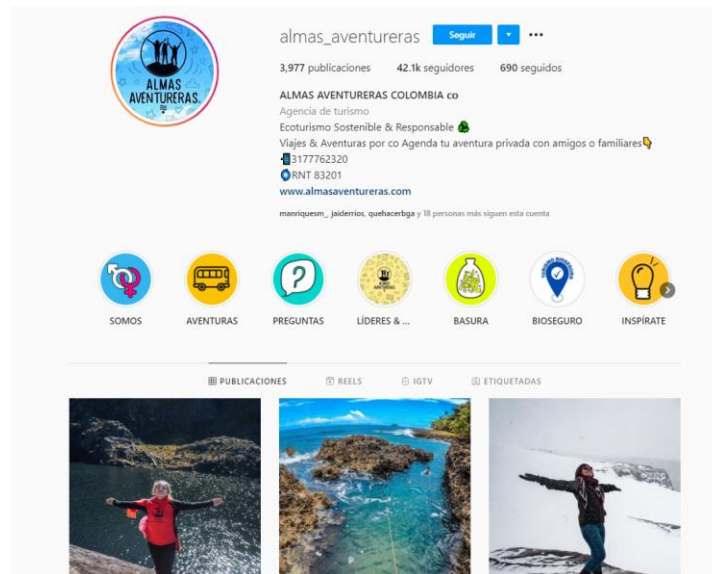 almas_aventureras Seguir
3,977 publicaciones 42.1k seguidores 690 seguidos
ALMAS AVENTURERAS COLOMBIA co
Agencia de turismo
Ecoturismo Sostenible & Responsable
Viajes & Aventuras por co Agenda tu aventura privada con amigos o familiares
3177762320
RNT 83201
www.almasaventureras.com
manriquesm_, jaiderrios, quehacerbga y 18 personas más siguen esta cuenta
ALMAS
AVENTURERAS
SOMOS AVENTURAS PREGUNTAS LÍDERES & ... BASURA BIOSEGURO INSPÍRATE
PUBLICACIONES REELS IGTV ETIQUETADAS